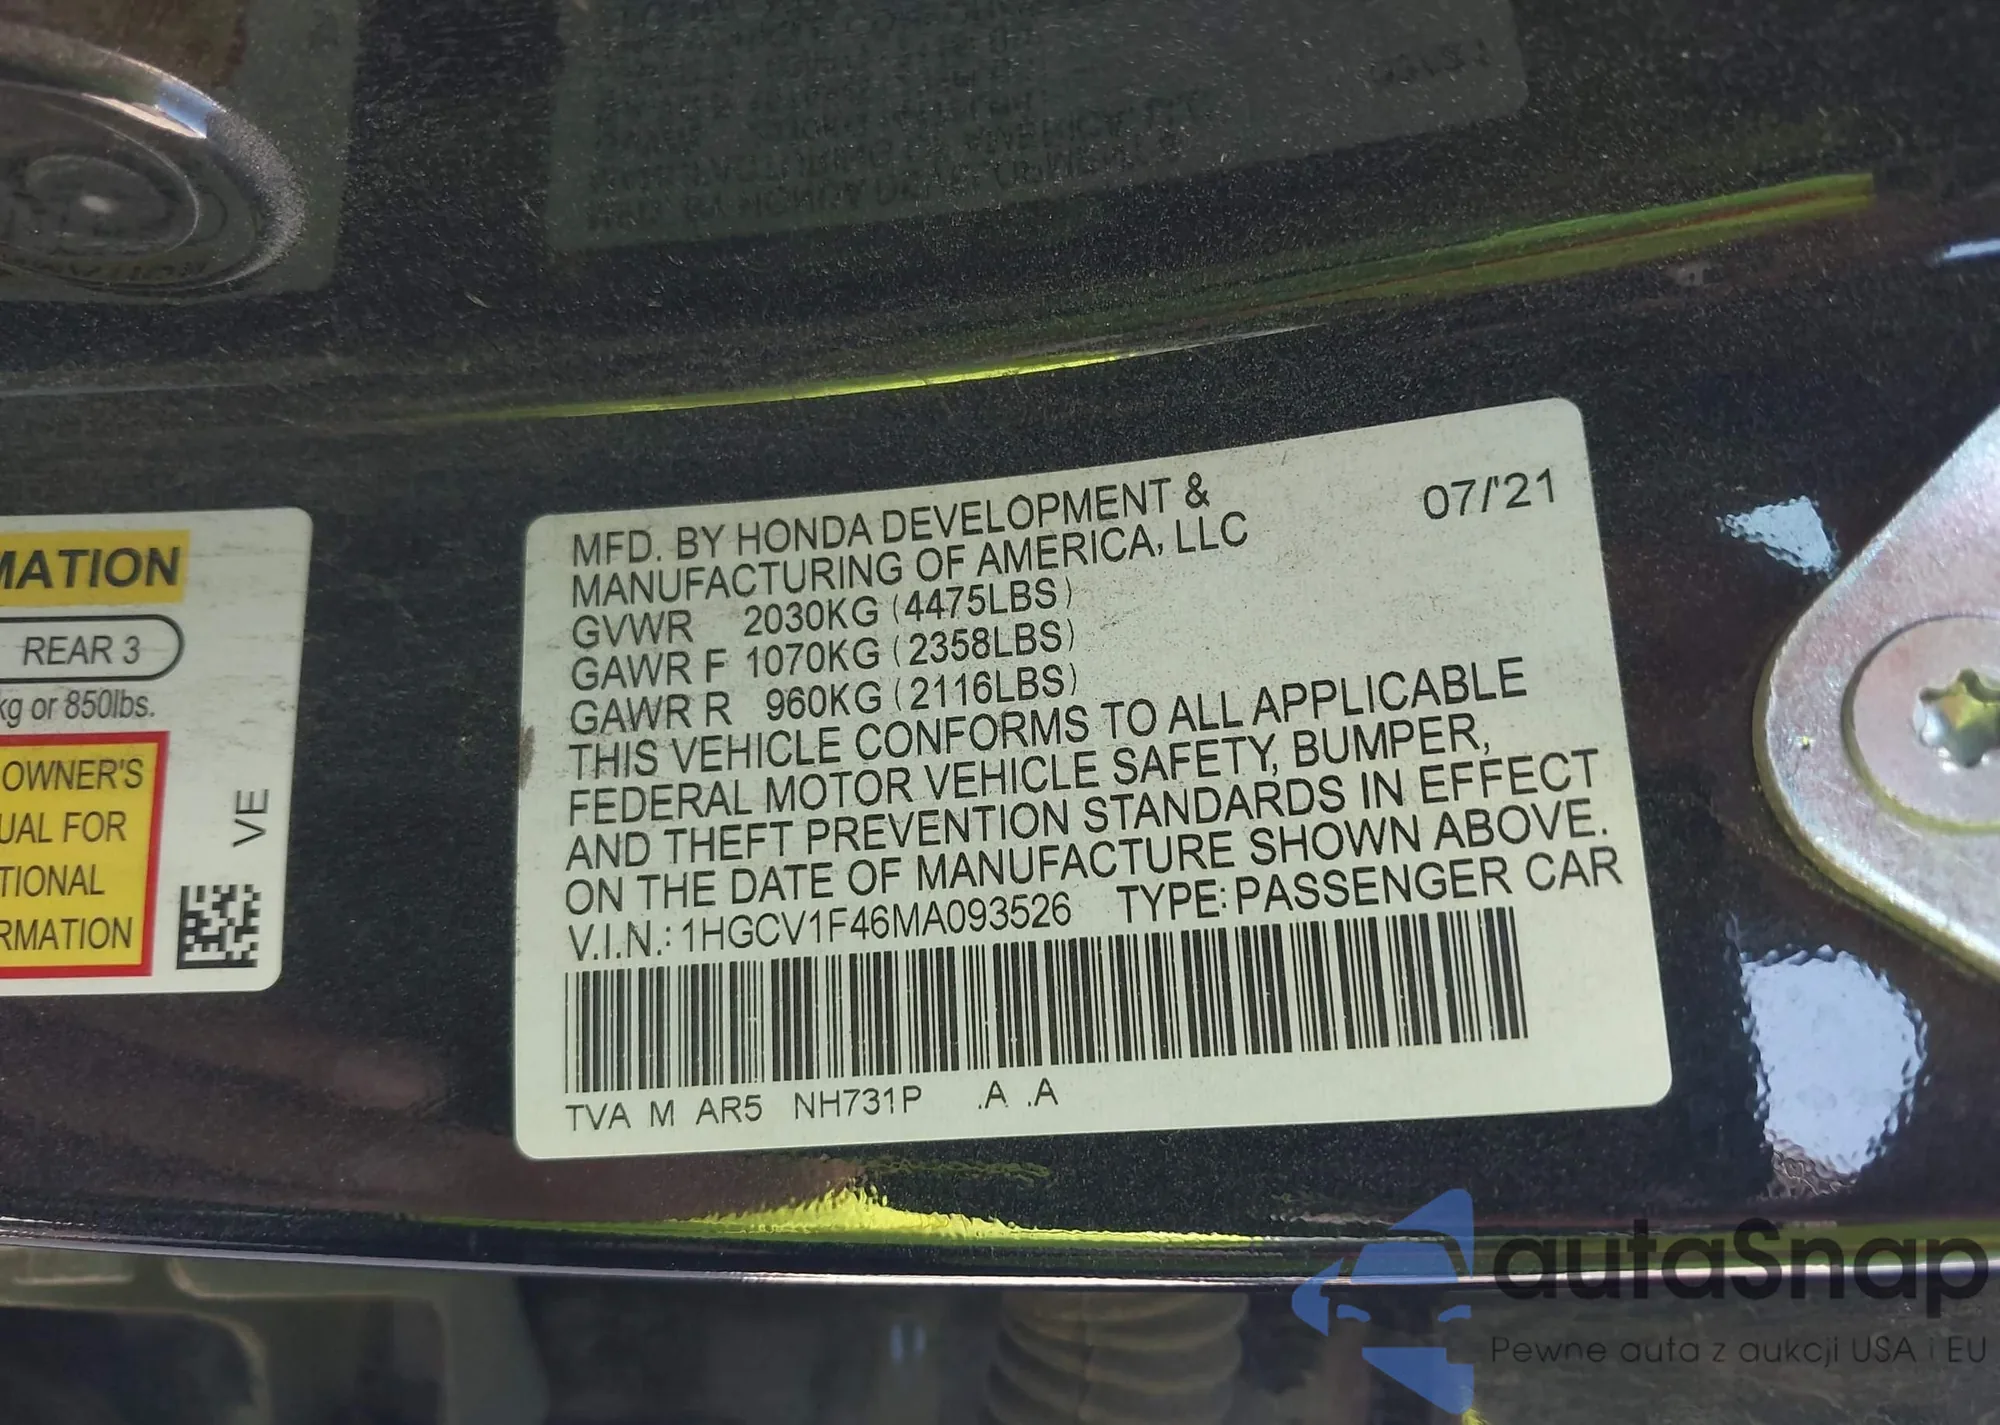 MATION
REAR 3
kg or 850lbs.
OWNER'S
UAL FOR
TIONAL
RMATION
VE
MFD. BY HONDA DEVELOPMENT &
MANUFACTURING OF AMERICA, LLC
07/'21
GVWR 2030KG (4475LBS)
GAWR F 1070KG (2358LBS)
GAWR R 960KG (2116LBS)
THIS VEHICLE CONFORMS TO ALL APPLICABLE
FEDERAL MOTOR VEHICLE SAFETY, BUMPER,
AND THEFT PREVENTION STANDARDS IN EFFECT
ON THE DATE OF MANUFACTURE SHOWN ABOVE.
V.I.N.: 1HGCV1F46MA093526 TYPE: PASSENGER CAR
TVA M AR5 NH731P .A .A
autaSnap
Pewne auta z aukcji USA i EU